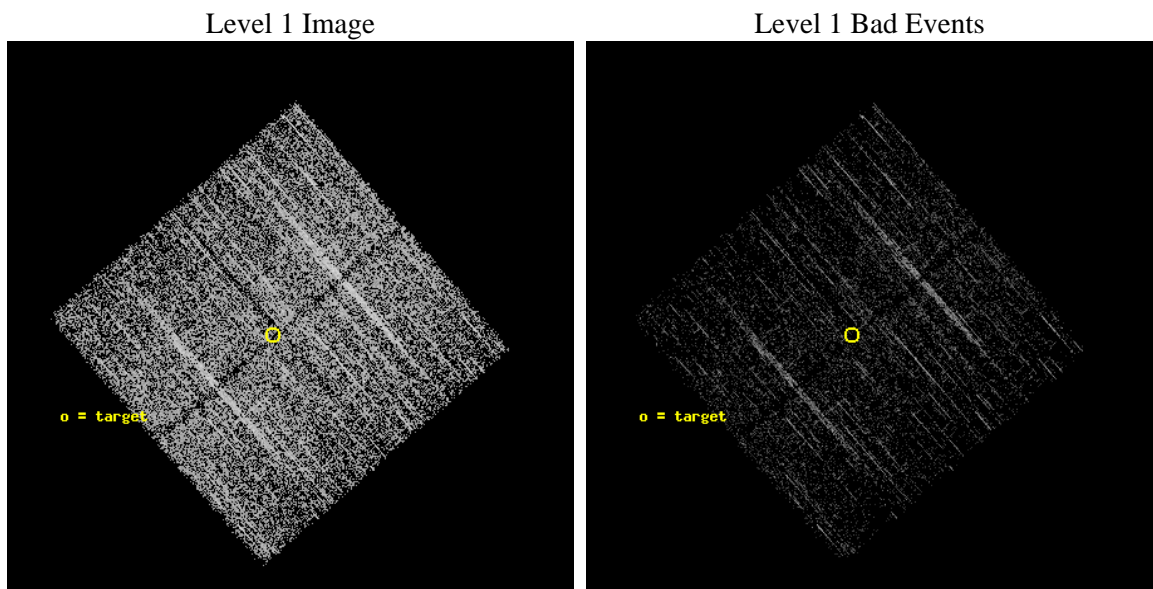 Level 1 Image
Level 1 Bad Events
o = target
o = target